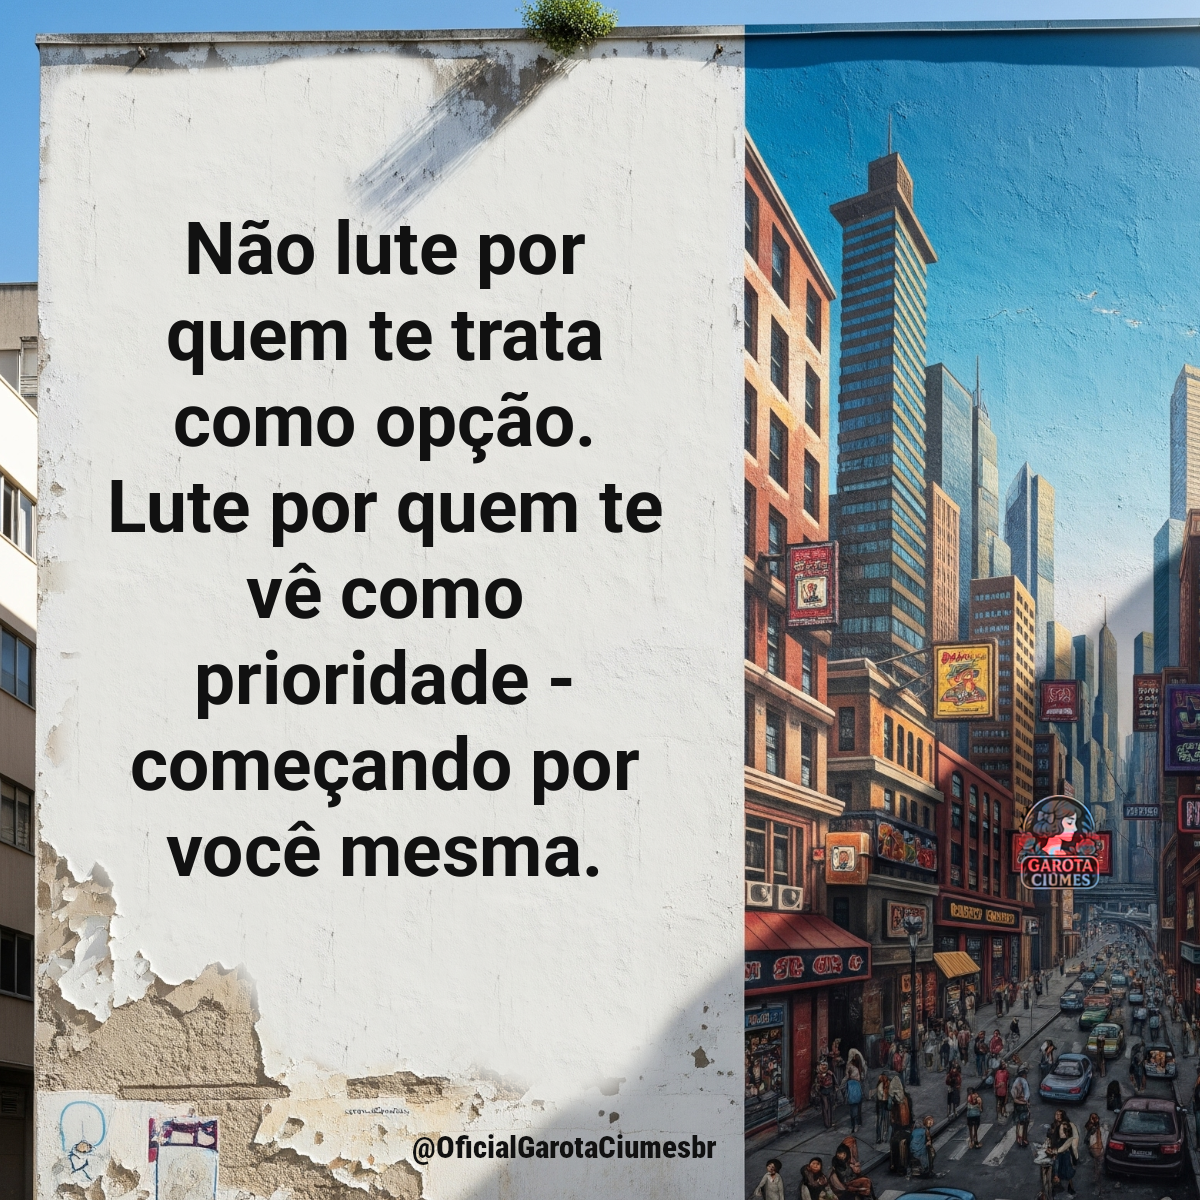 Não lute por
quem te trata
como opção.
Lute por quem te
vê como
prioridade -
começando por
você mesma.
GAROTA
CIÚMES
@OficialGarotaCiumesbr